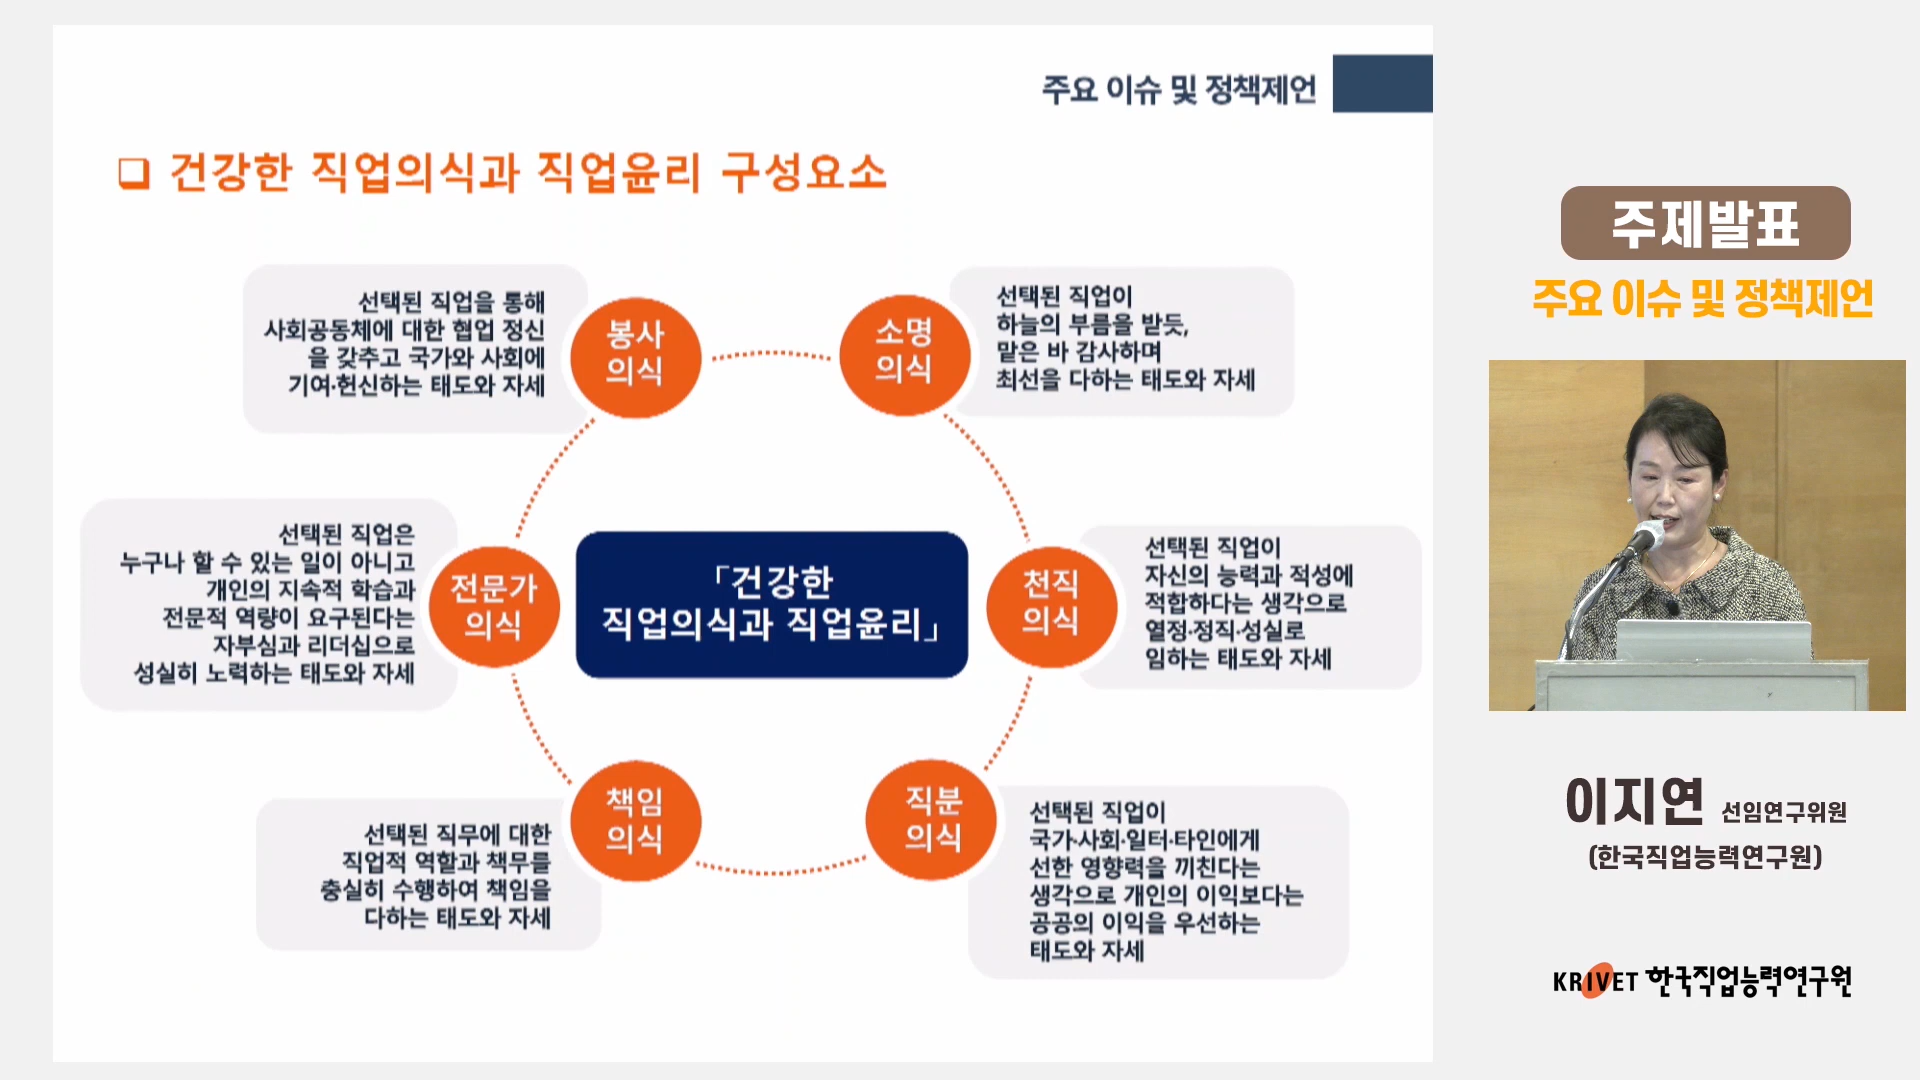 주요 이슈 및 정책제언
❑ 건강한 직업의식과 직업윤리 구성요소
선택된 직업을 통해
사회공동체에 대한 협업 정신
을 갖추고 국가와 사회에
기여·헌신하는 태도와 자세
봉사
의식
소명
의식
선택된 직업이
하늘의 부름을 받듯,
맡은 바 감사하며
최선을 다하는 태도와 자세
선택된 직업은
누구나 할 수 있는 일이 아니고
개인의 지속적 학습과
전문적 역량이 요구된다는
자부심과 리더십으로
성실히 노력하는 태도와 자세
전문가
의식
「건강한
직업의식과 직업윤리」
천직
의식
선택된 직업이
자신의 능력과 적성에
적합하다는 생각으로
열정·정직·성실로
임하는 태도와 자세
선택된 직무에 대한
직업적 역할과 책무를
충실히 수행하여 책임을
다하는 태도와 자세
책임
의식
직분
의식
선택된 직업이
국가·사회·일터·타인에게
선한 영향력을 끼친다는
생각으로 개인의 이익보다는
공공의 이익을 우선하는
태도와 자세
주제발표
주요 이슈 및 정책제언
이지연 선임연구위원
(한국직업능력연구원)
KRIVET 한국직업능력연구원